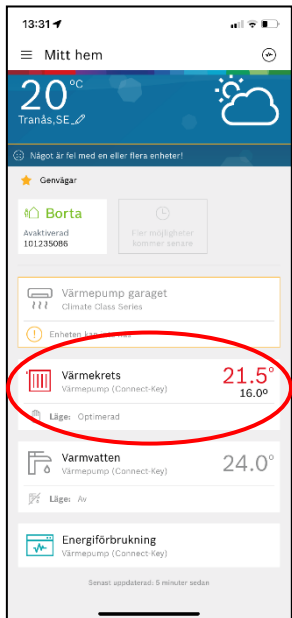 13:31
Mitt hem
20°C
Tranås,SE
Något är fel med en eller flera enheter!
Genvägar
Borta
Avaktiverad
101235086
Fler möjligheter
kommer senare
Värmepump garaget
Climate Class Series
Enheten kan
Värmekrets
Värmepump (Connect-Key)
21.5°
16.0°
Läge: Optimerad
Varmvatten
Värmepump (Connect-Key)
24.0°
Läge: Av
Energiförbrukning
Värmepump (Connect-Key)
Senast uppdaterad: 5 minuter sedan